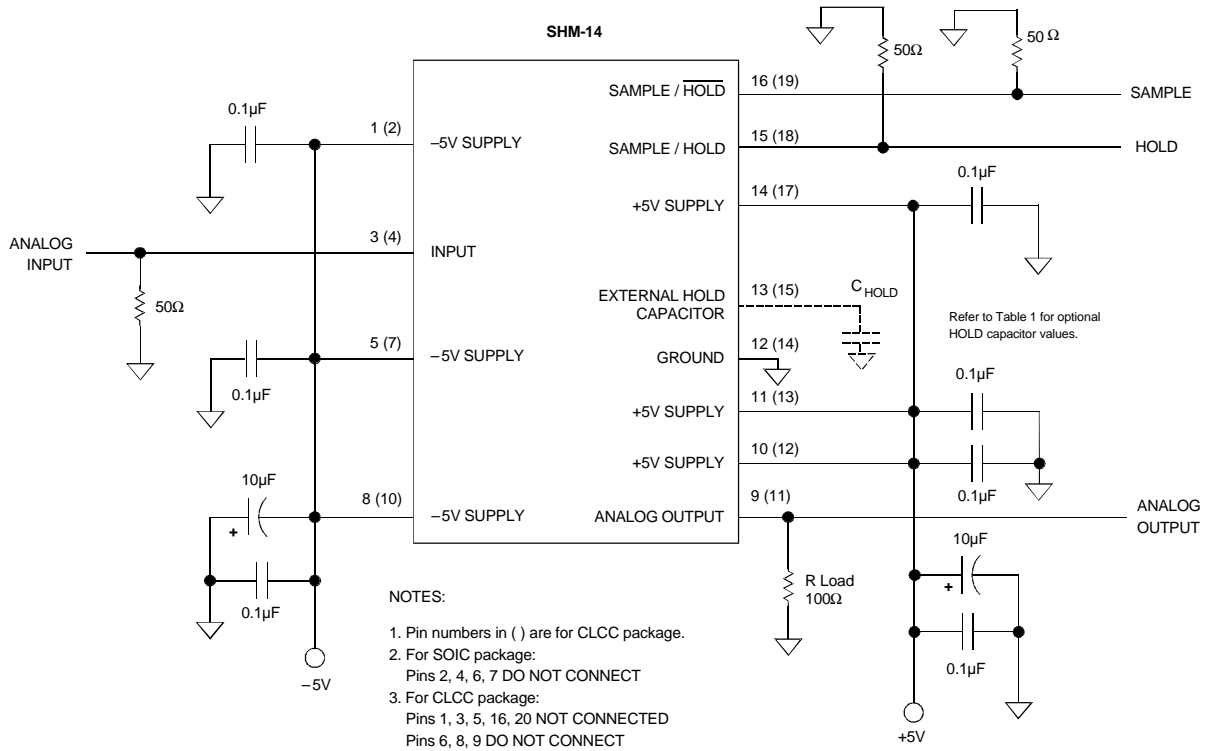 SHM-14
50Ω
50 Ω
SAMPLE / HOLD
16 (19)
SAMPLE
0.1µF
1 (2)
–5V SUPPLY
SAMPLE / HOLD
15 (18)
HOLD
0.1µF
+5V SUPPLY
14 (17)
ANALOG
INPUT
3 (4)
INPUT
50Ω
EXTERNAL HOLD
CAPACITOR
13 (15)
CHOLD
Refer to Table 1 for optional
HOLD capacitor values.
5 (7)
–5V SUPPLY
0.1µF
GROUND
12 (14)
0.1µF
+5V SUPPLY
11 (13)
+5V SUPPLY
10 (12)
0.1µF
10µF
+
8 (10)
–5V SUPPLY
ANALOG OUTPUT
9 (11)
ANALOG
OUTPUT
0.1µF
R Load
100Ω
10µF
+
0.1µF
–5V
+5V
NOTES:
1. Pin numbers in ( ) are for CLCC package.
2. For SOIC package:
Pins 2, 4, 6, 7 DO NOT CONNECT
3. For CLCC package:
Pins 1, 3, 5, 16, 20 NOT CONNECTED
Pins 6, 8, 9 DO NOT CONNECT